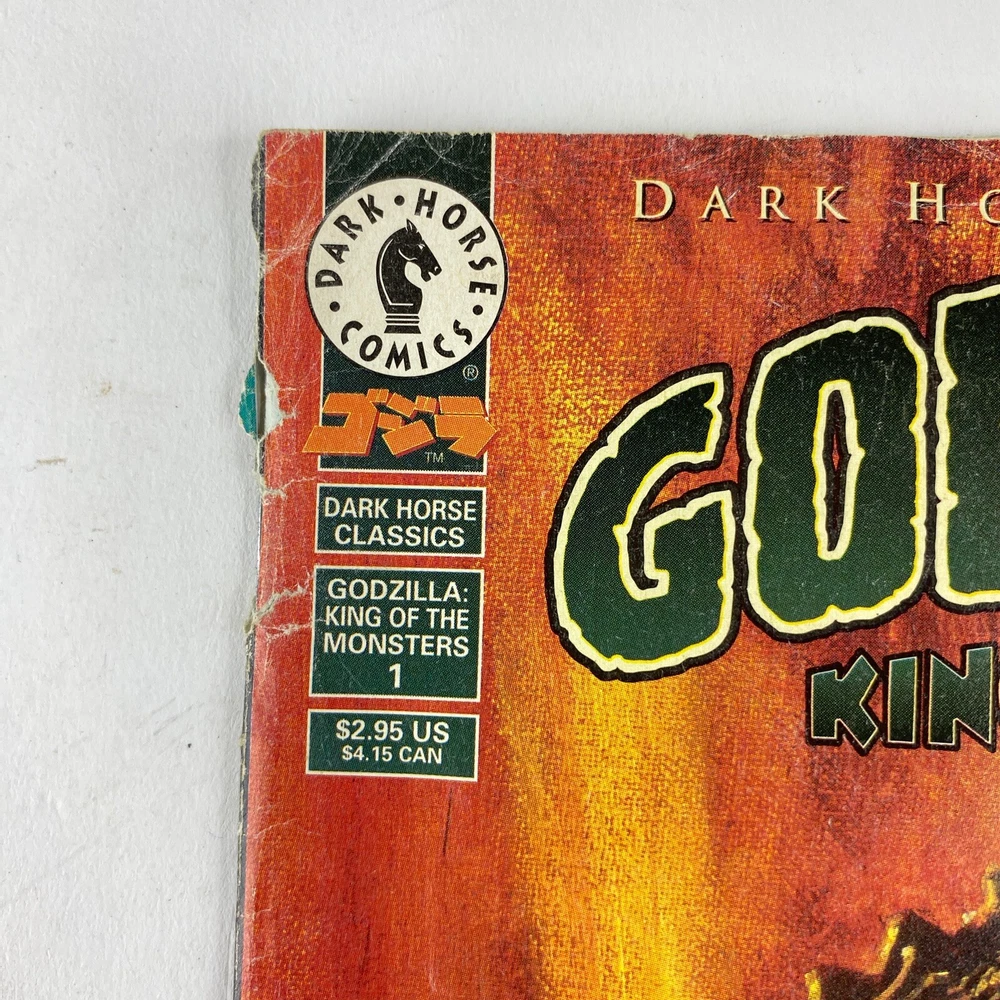 DARK · HORSE
· COMICS ·
®
ゴジラ
TM
DARK HORSE
CLASSICS
GODZILLA:
KING OF THE
MONSTERS
1
$2.95 US
$4.15 CAN
DARK HO
GOD
KIN